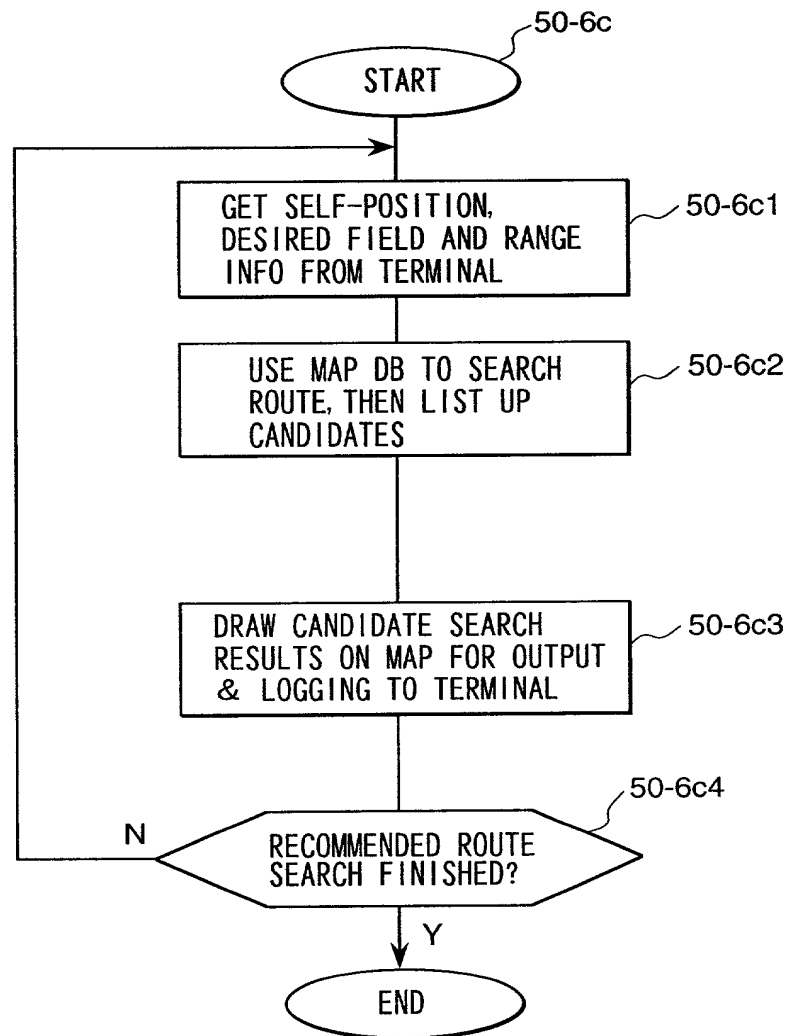 50-6c
START
GET SELF-POSITION,
DESIRED FIELD AND RANGE
INFO FROM TERMINAL
50-6c1
USE MAP DB TO SEARCH
ROUTE, THEN LIST UP
CANDIDATES
50-6c2
DRAW CANDIDATE SEARCH
RESULTS ON MAP FOR OUTPUT
& LOGGING TO TERMINAL
50-6c3
50-6c4
N
RECOMMENDED ROUTE
SEARCH FINISHED?
Y
END